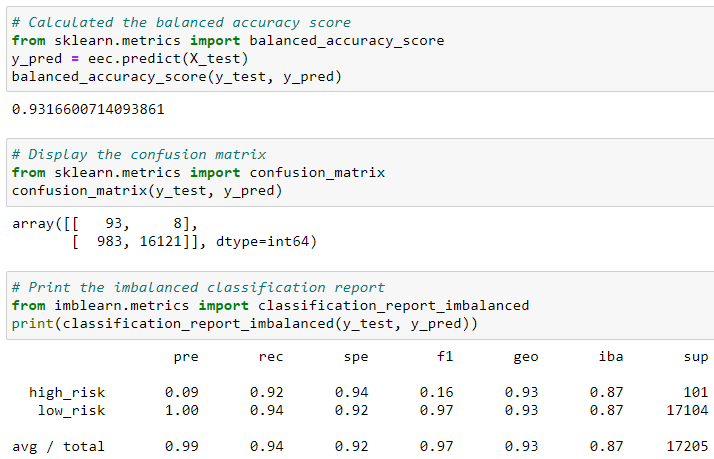 # Calculated the balanced accuracy score
from sklearn.metrics import balanced_accuracy_score
y_pred = eec.predict(X_test)
balanced_accuracy_score(y_test, y_pred)
0.9316600714093861
# Display the confusion matrix
from sklearn.metrics import confusion_matrix
confusion_matrix(y_test, y_pred)
array([[   93,     8],
       [  983, 16121]], dtype=int64)
# Print the imbalanced classification report
from imblearn.metrics import classification_report_imbalanced
print(classification_report_imbalanced(y_test, y_pred))
                   pre       rec       spe        f1       geo       iba       sup
  high_risk       0.09      0.92      0.94      0.16      0.93      0.87       101
   low_risk       1.00      0.94      0.92      0.97      0.93      0.87     17104
avg / total       0.99      0.94      0.92      0.97      0.93      0.87     17205